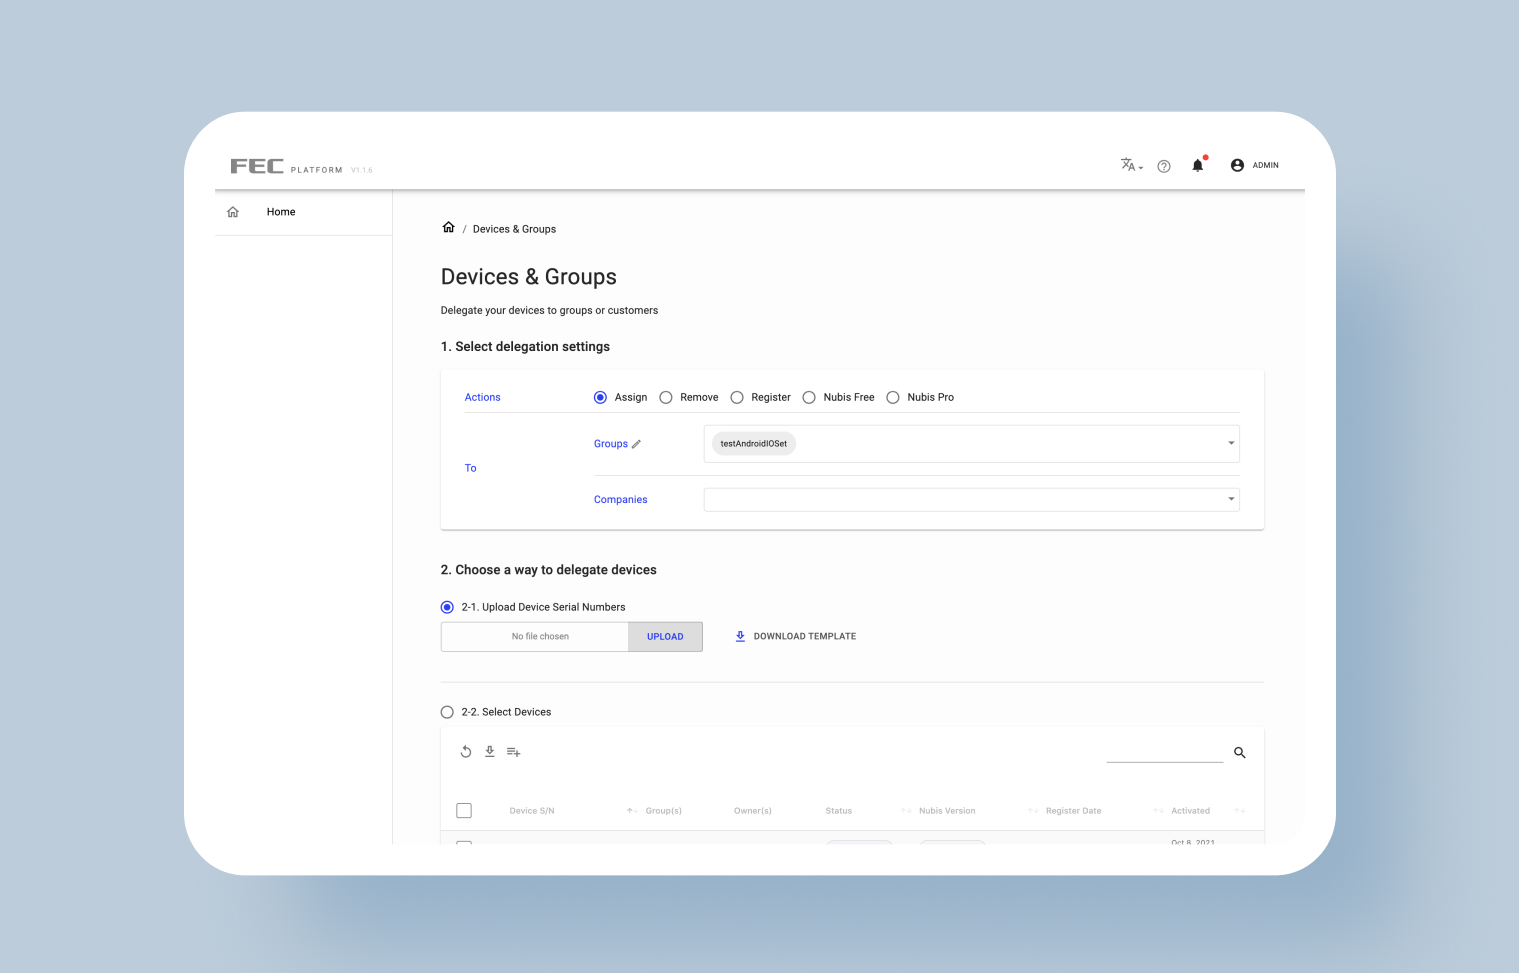 FEC PLATFORM V1.1.6
ADMIN
Home
/ Devices & Groups
Devices & Groups
Delegate your devices to groups or customers
1. Select delegation settings
Actions Assign Remove Register Nubis Free Nubis Pro
To
Groups testAndroidIOSet
Companies
2. Choose a way to delegate devices
2-1. Upload Device Serial Numbers
No file chosen UPLOAD DOWNLOAD TEMPLATE
2-2. Select Devices
Device S/N Group(s) Owner(s) Status Nubis Version Register Date Activated
Oct 8, 2021